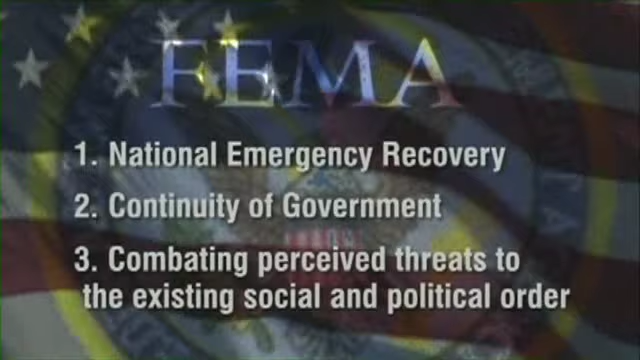 FEMA
1. National Emergency Recovery
2. Continuity of Government
3. Combating perceived threats to
the existing social and political order